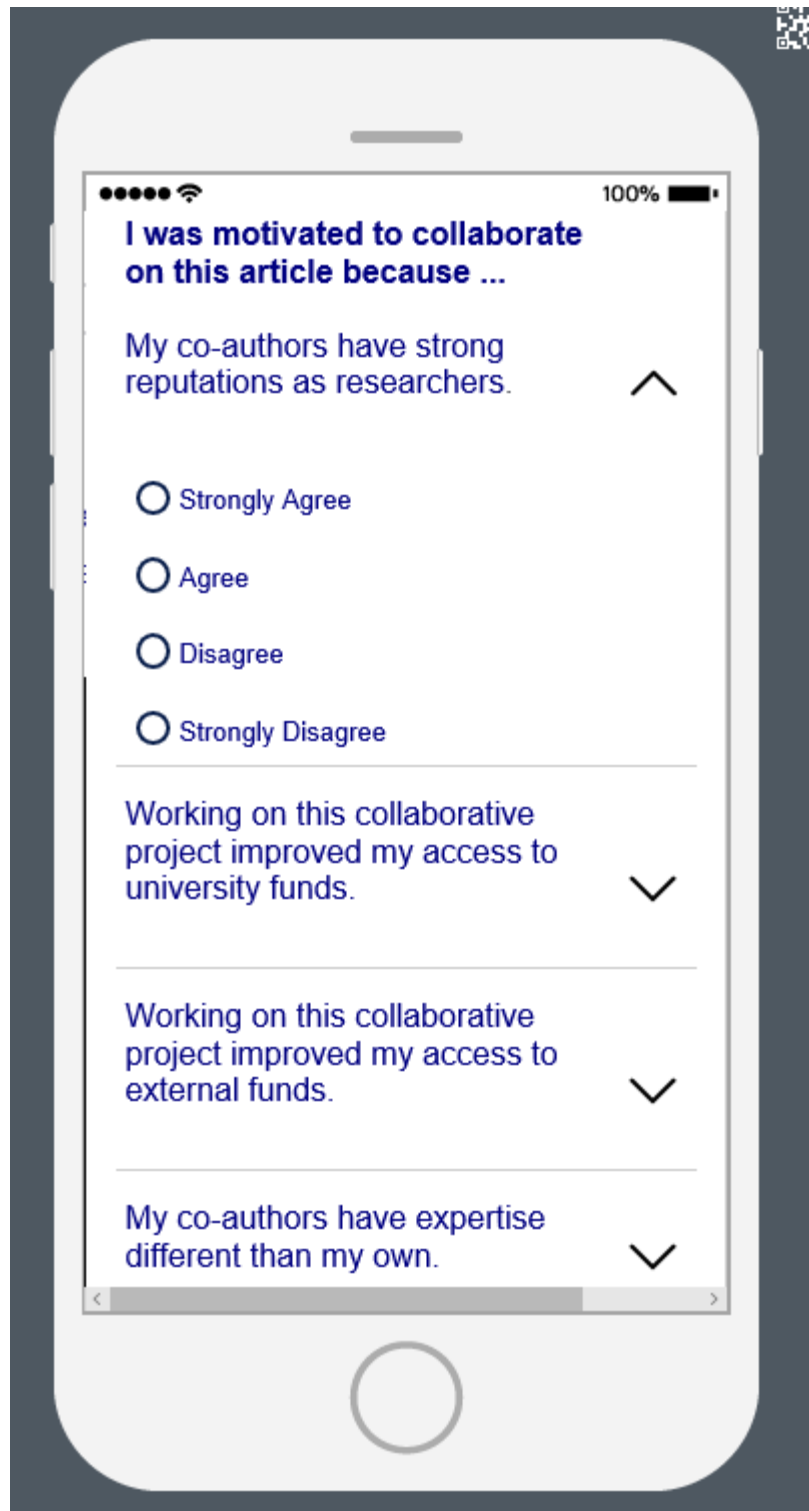 100%
I was motivated to collaborate
on this article because ...
My co-authors have strong
reputations as researchers.
Strongly Agree
Agree
Disagree
Strongly Disagree
Working on this collaborative
project improved my access to
university funds.
Working on this collaborative
project improved my access to
external funds.
My co-authors have expertise
different than my own.